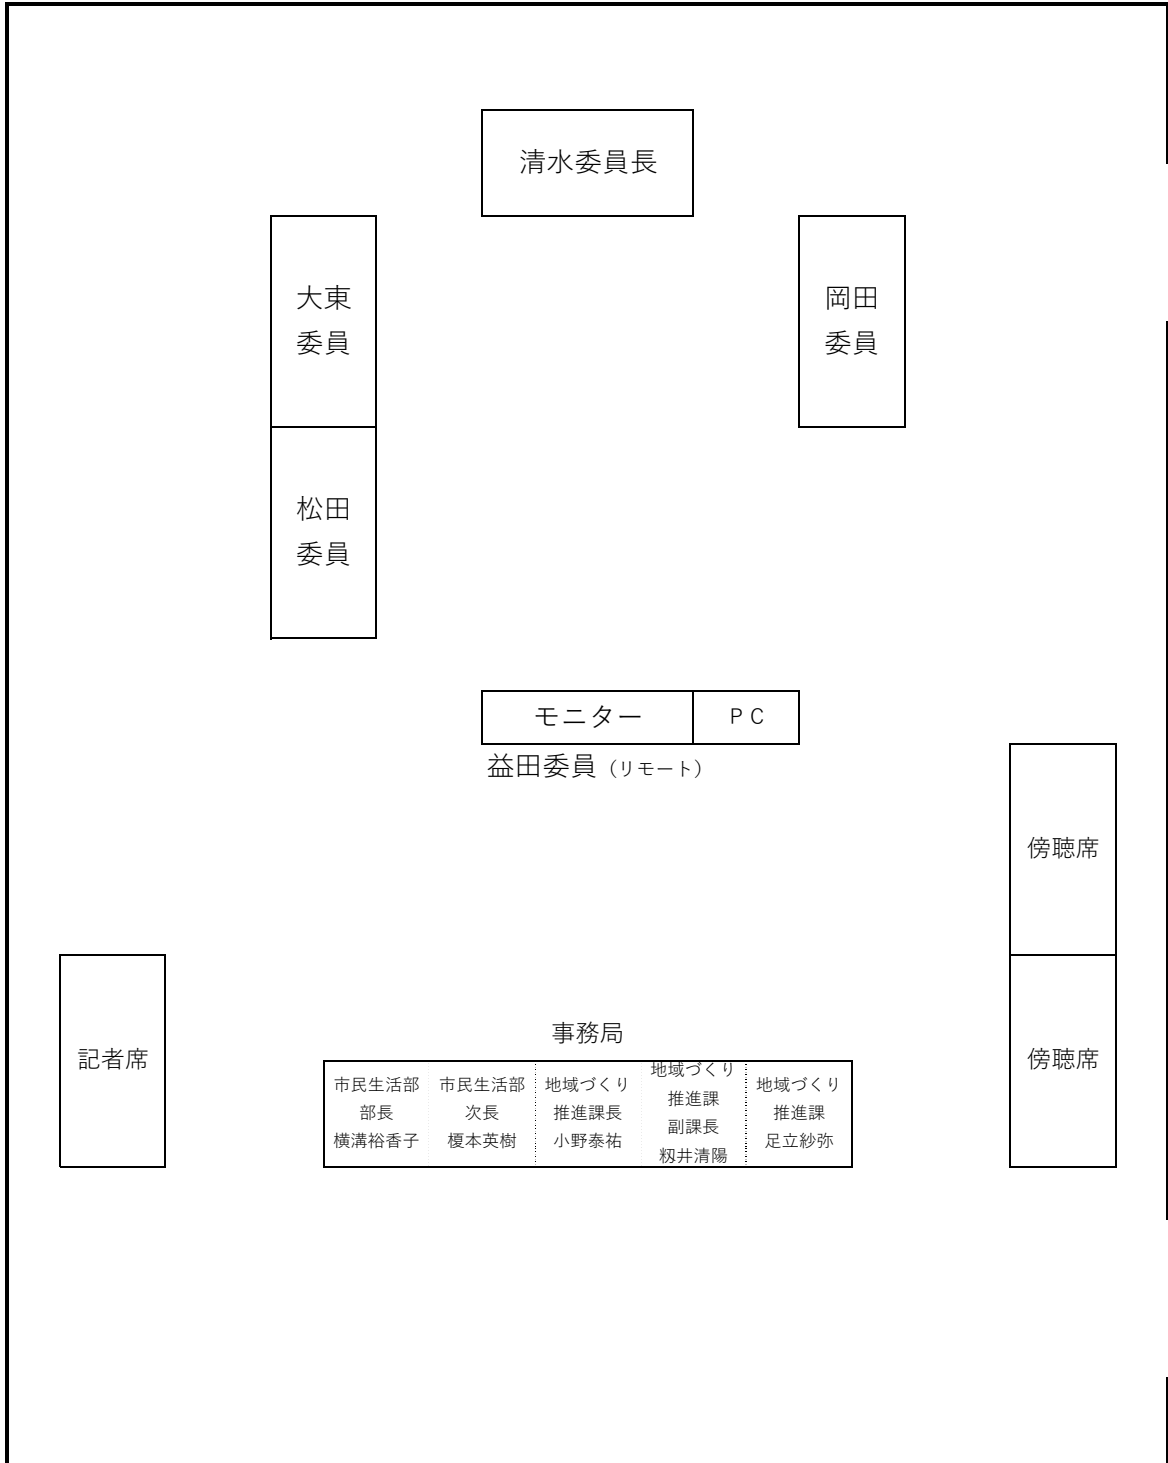 清水委員長
大東
委員
岡田
委員
松田
委員
モニター
ＰＣ
益田委員（リモート）
傍聴席
傍聴席
記者席
事務局
市民生活部
部長
横溝裕香子
市民生活部
次長
榎本英樹
地域づくり
推進課長
小野泰祐
地域づくり
推進課
副課長
籾井清陽
地域づくり
推進課
足立紗弥